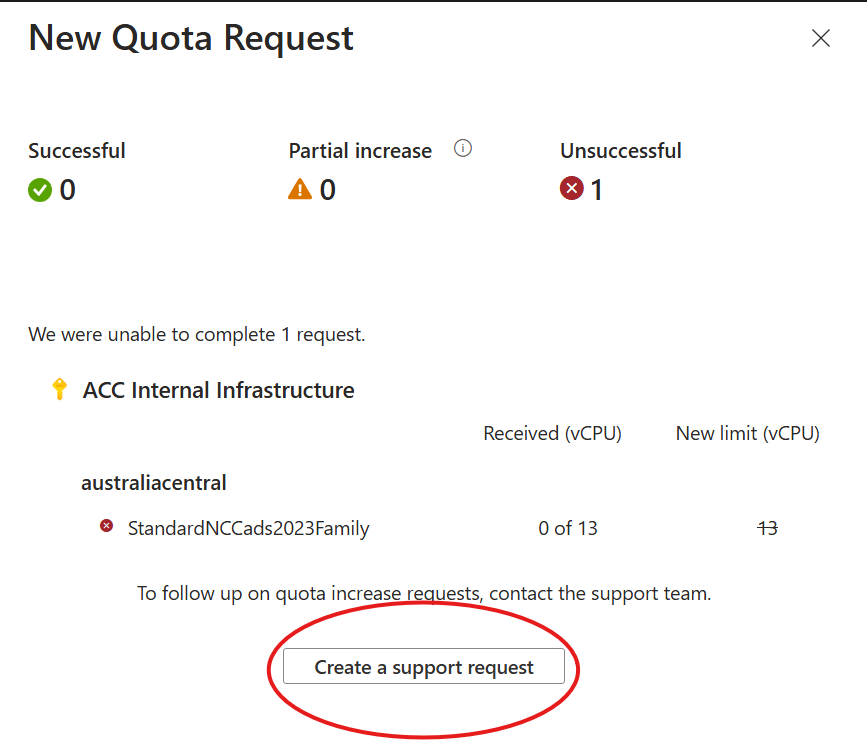 New Quota Request
Successful Partial increase Unsuccessful
0 0 1
We were unable to complete 1 request.
ACC Internal Infrastructure
Received (vCPU) New limit (vCPU)
australiacentral
StandardNCCads2023Family 0 of 13 13
To follow up on quota increase requests, contact the support team.
Create a support request